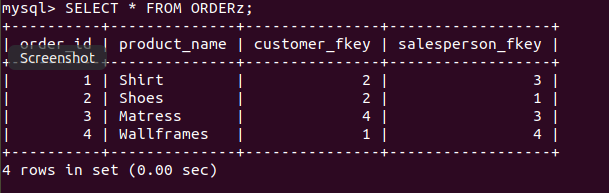 mysql> SELECT * FROM ORDERz;
+----------+--------------+---------------+------------------+
| order_id | product_name | customer_fkey | salesperson_fkey |
Screenshot
+----------+--------------+---------------+------------------+
|        1 | Shirt        |             2 |                3 |
|        2 | Shoes        |             2 |                1 |
|        3 | Matress      |             4 |                3 |
|        4 | Wallframes   |             1 |                4 |
+----------+--------------+---------------+------------------+
4 rows in set (0.00 sec)